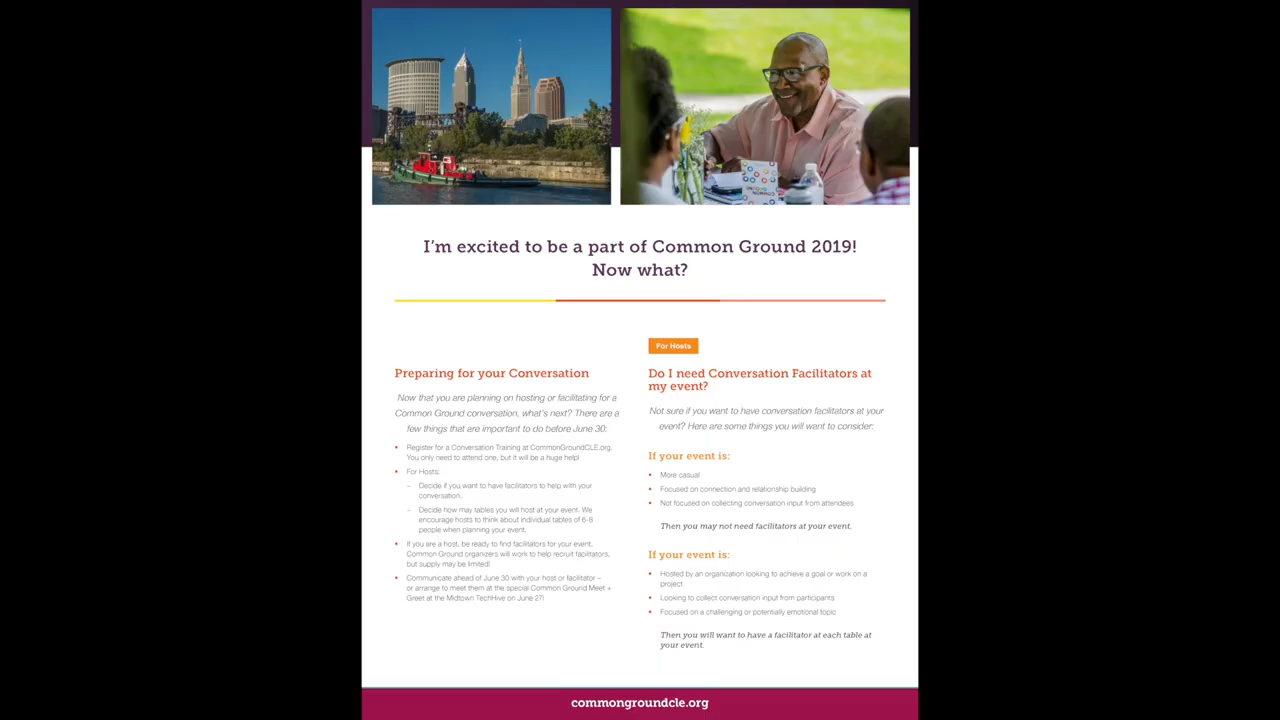 I'm excited to be a part of Common Ground 2019!
Now what?
Preparing for your Conversation
Now that you are planning on hosting or facilitating for a
Common Ground conversation, what's next? There are a
few things that are important to do before June 30:
• Register for a Conversation Training at CommonGroundCLE.org.
You only need to attend one, but it will be a huge help!
• For Hosts:
– Decide if you want to have facilitators to help with your
conversation.
– Decide how may tables you will host at your event. We
encourage hosts to think about individual tables of 6-8
people when planning your event.
• If you are a host, be ready to find facilitators for your event.
Common Ground organizers will work to help recruit facilitators,
but supply may be limited!
• Communicate ahead of June 30 with your host or facilitator –
or arrange to meet them at the special Common Ground Meet +
Greet at the Midtown TechHive on June 27!
For Hosts
Do I need Conversation Facilitators at
my event?
Not sure if you want to have conversation facilitators at your
event? Here are some things you will want to consider:
If your event is:
• More casual
• Focused on connection and relationship building
• Not focused on collecting conversation input from attendees
Then you may not need facilitators at your event.
If your event is:
• Hosted by an organization looking to achieve a goal or work on a
project
• Looking to collect conversation input from participants
• Focused on a challenging or potentially emotional topic
Then you will want to have a facilitator at each table at
your event.
commongroundcle.org